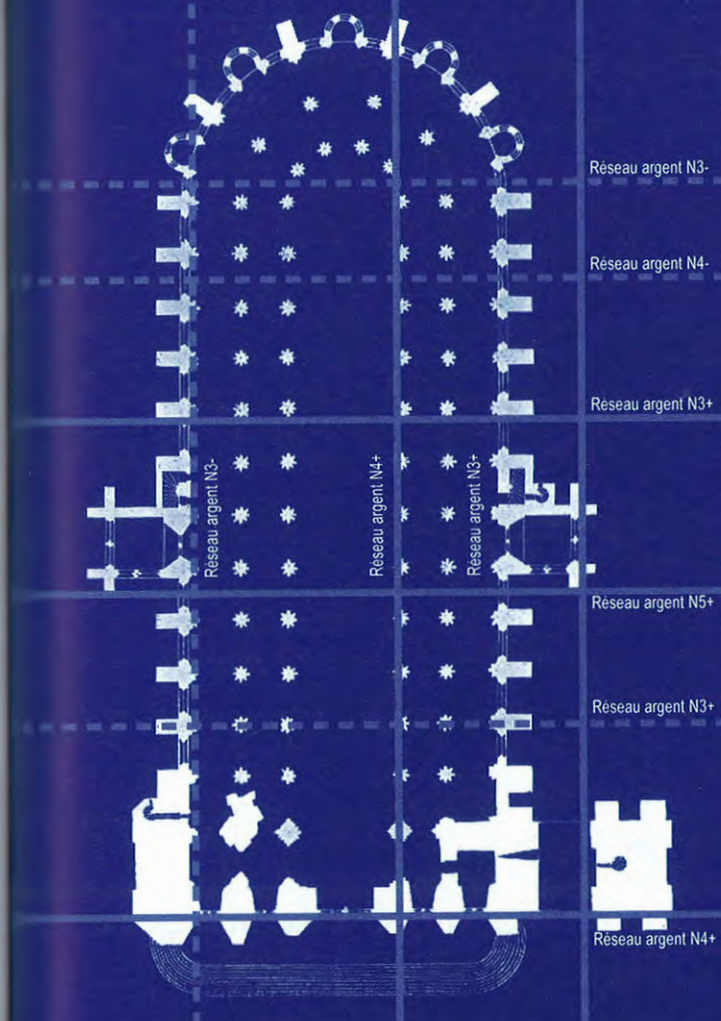 Réseau argent N3-
Réseau argent N4-
Réseau argent N3+
Réseau argent N3-
Réseau argent N4+
Réseau argent N3+
Réseau argent N5+
Réseau argent N3+
Réseau argent N4+